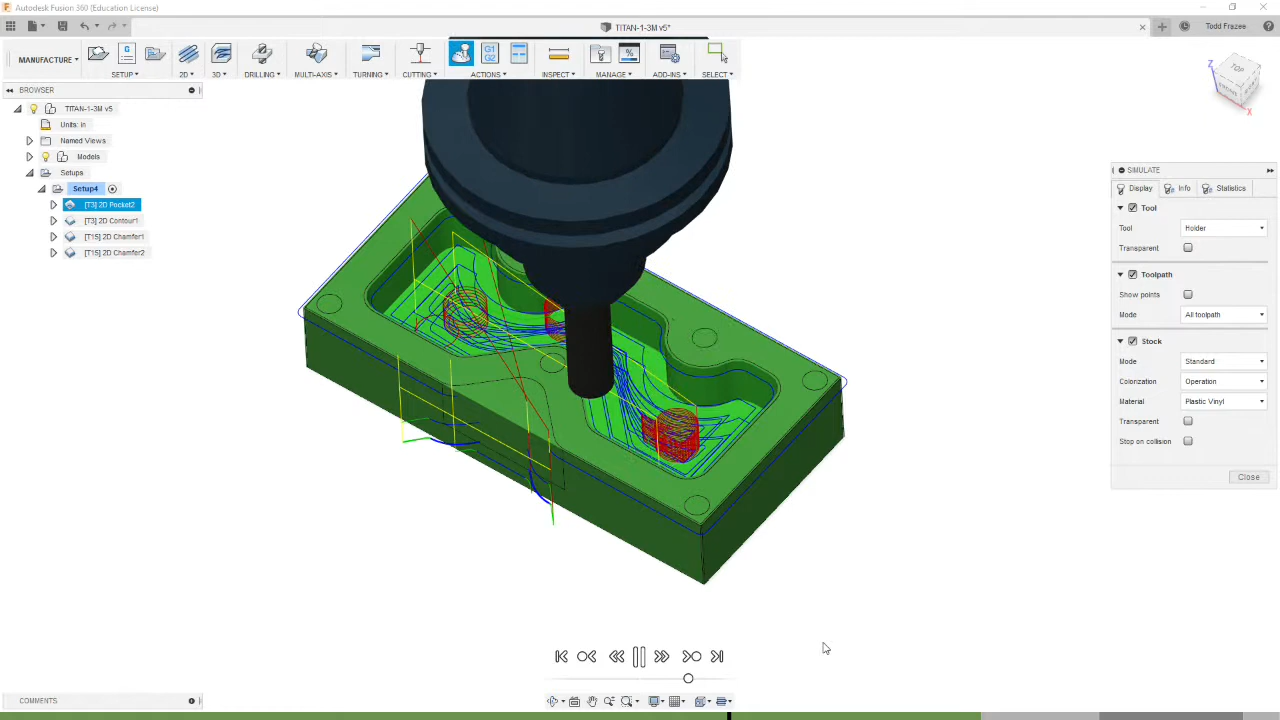 Autodesk Fusion 360 (Education License)
TITAN-1-3M v5*
Todd Frazee
MANUFACTURE
SETUP
2D
3D
DRILLING
MULTI-AXIS
TURNING
CUTTING
G1
G2
ACTIONS
INSPECT
MANAGE
ADD-INS
SELECT
BROWSER
TITAN-1-3M v5
Units: in
Named Views
Models
Setups
Setup4
[T3] 2D Pocket2
[T3] 2D Contour1
[T15] 2D Chamfer1
[T15] 2D Chamfer2
Z
TOP
FRONT
X
SIMULATE
Display
Info
Statistics
Tool
Tool
Holder
Transparent
Toolpath
Show points
Mode
All toolpath
Stock
Mode
Standard
Colorization
Operation
Material
Plastic Vinyl
Transparent
Stop on collision
Close
COMMENTS